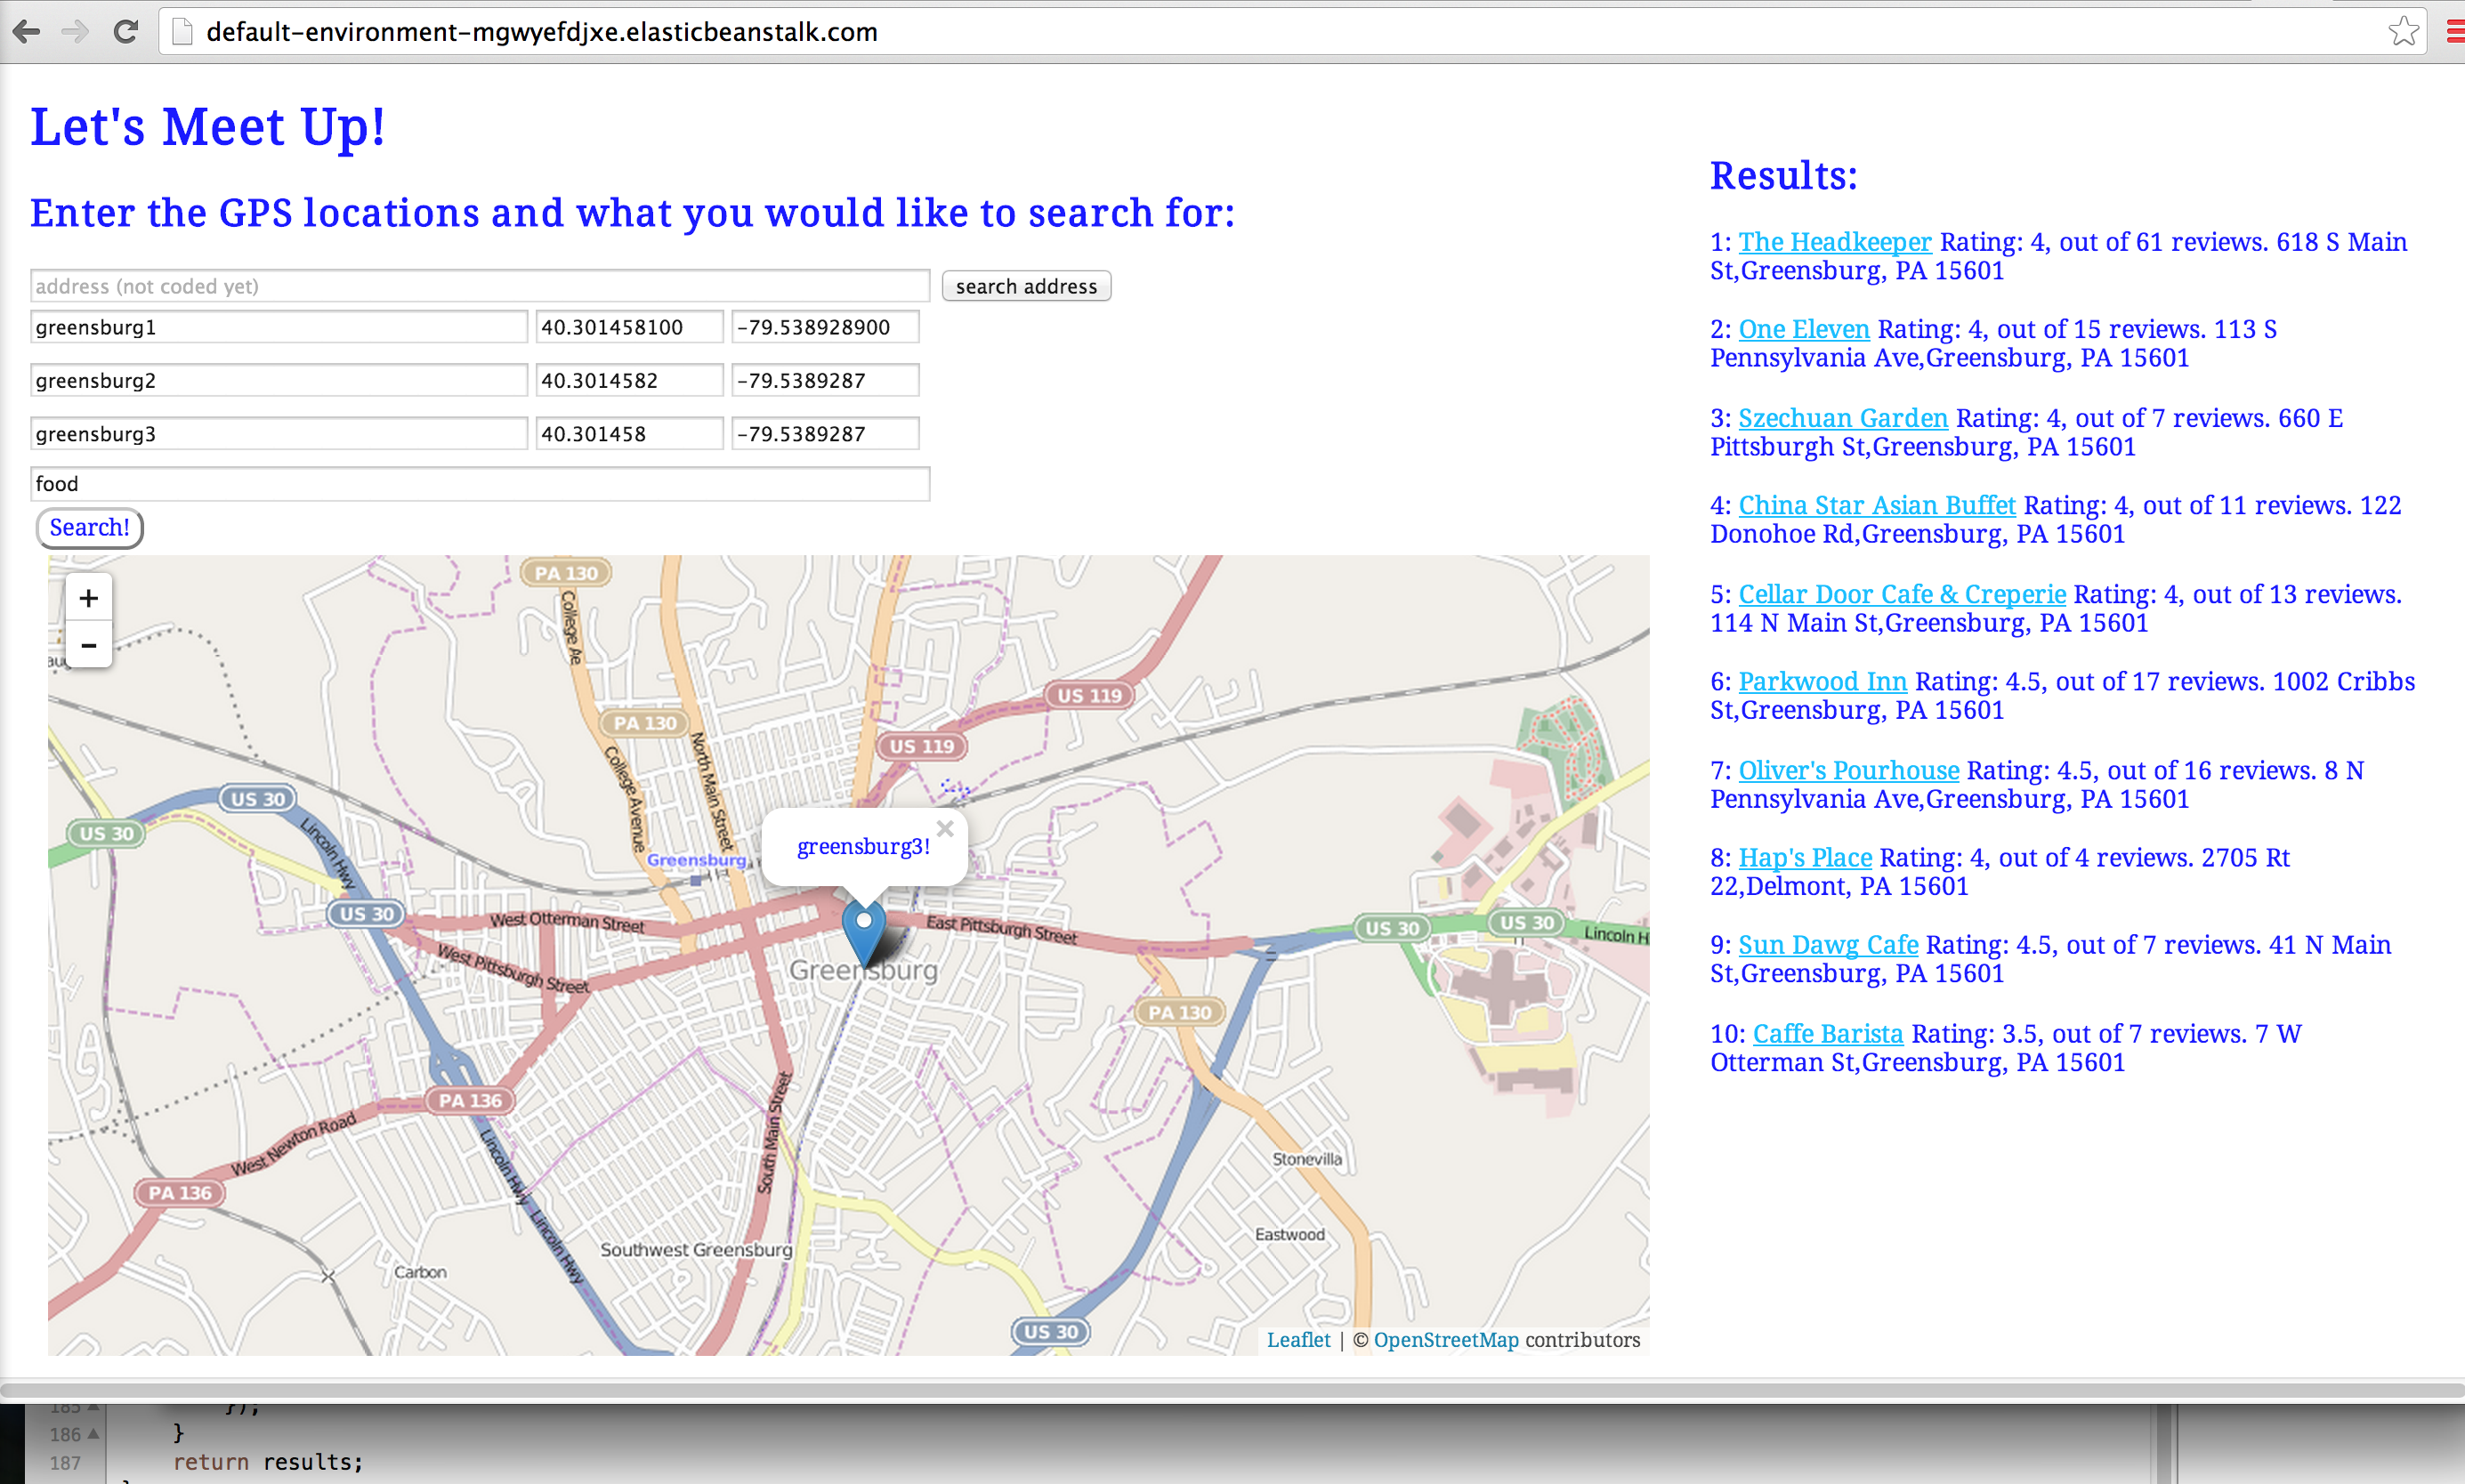 default-environment-mgwyefdjxe.elasticbeanstalk.com
Let's Meet Up!
Enter the GPS locations and what you would like to search for:
address (not coded yet)
search address
greensburg1
40.301458100
-79.538928900
greensburg2
40.3014582
-79.5389287
greensburg3
40.301458
-79.5389287
food
Search!
+
-
PA 130
College Ae
US 119
PA 130
North Main Street
US 119
College Avenue
US 30
US 30
Lincoln Hwy
greensburg3!
Greensburg
US 30
West Otterman Street
East Pittsburgh Street
US 30
US 30
Lincoln H
West Pittsburgh Street
Greensburg
PA 130
PA 136
South Main Street
West Newton Road
Lincoln Hwy
Stonevilla
PA 136
Lincoln Hwy
Eastwood
Southwest Greensburg
Carbon
US 30
Leaflet | © OpenStreetMap contributors
Results:
1: The Headkeeper Rating: 4, out of 61 reviews. 618 S Main
St,Greensburg, PA 15601
2: One Eleven Rating: 4, out of 15 reviews. 113 S
Pennsylvania Ave,Greensburg, PA 15601
3: Szechuan Garden Rating: 4, out of 7 reviews. 660 E
Pittsburgh St,Greensburg, PA 15601
4: China Star Asian Buffet Rating: 4, out of 11 reviews. 122
Donohoe Rd,Greensburg, PA 15601
5: Cellar Door Cafe & Creperie Rating: 4, out of 13 reviews.
114 N Main St,Greensburg, PA 15601
6: Parkwood Inn Rating: 4.5, out of 17 reviews. 1002 Cribbs
St,Greensburg, PA 15601
7: Oliver's Pourhouse Rating: 4.5, out of 16 reviews. 8 N
Pennsylvania Ave,Greensburg, PA 15601
8: Hap's Place Rating: 4, out of 4 reviews. 2705 Rt
22,Delmont, PA 15601
9: Sun Dawg Cafe Rating: 4.5, out of 7 reviews. 41 N Main
St,Greensburg, PA 15601
10: Caffe Barista Rating: 3.5, out of 7 reviews. 7 W
Otterman St,Greensburg, PA 15601
185 });
186 }
187 return results;